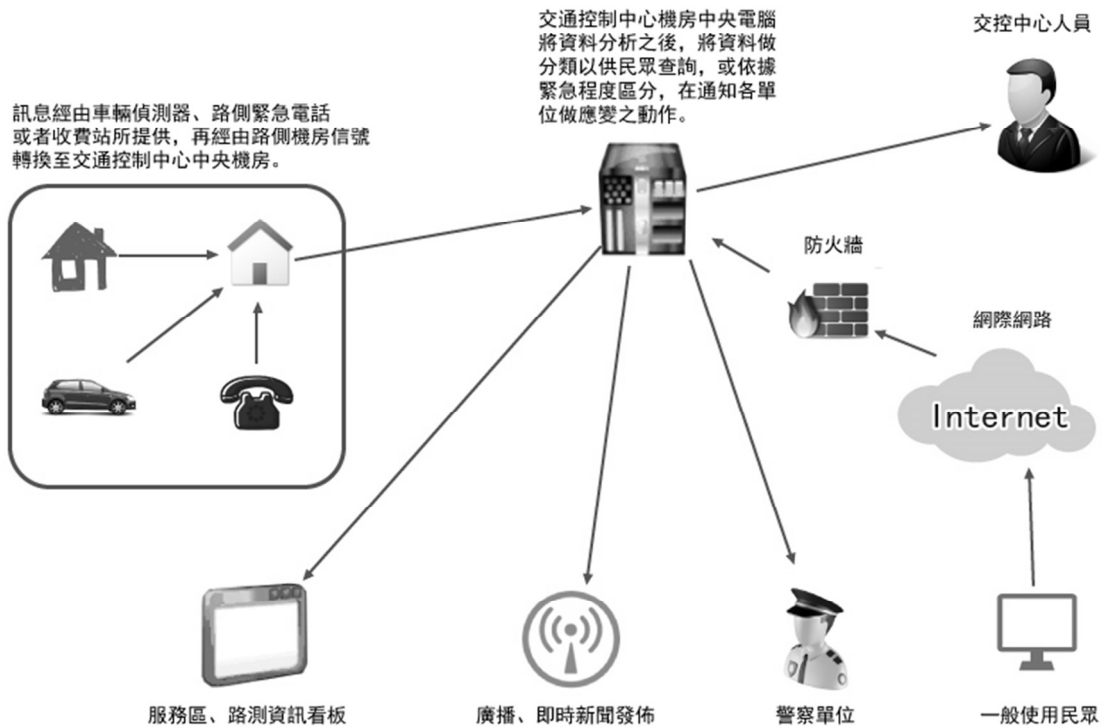 訊息經由車輛偵測器、路側緊急電話
或者收費站所提供，再經由路側機房信號
轉換至交通控制中心中央機房。
交通控制中心機房中央電腦
將資料分析之後，將資料做
分類以供民眾查詢，或依據
緊急程度區分，在通知各單
位做應變之動作。
交控中心人員
防火牆
網際網路
Internet
服務區、路測資訊看板
廣播、即時新聞發佈
警察單位
一般使用民眾